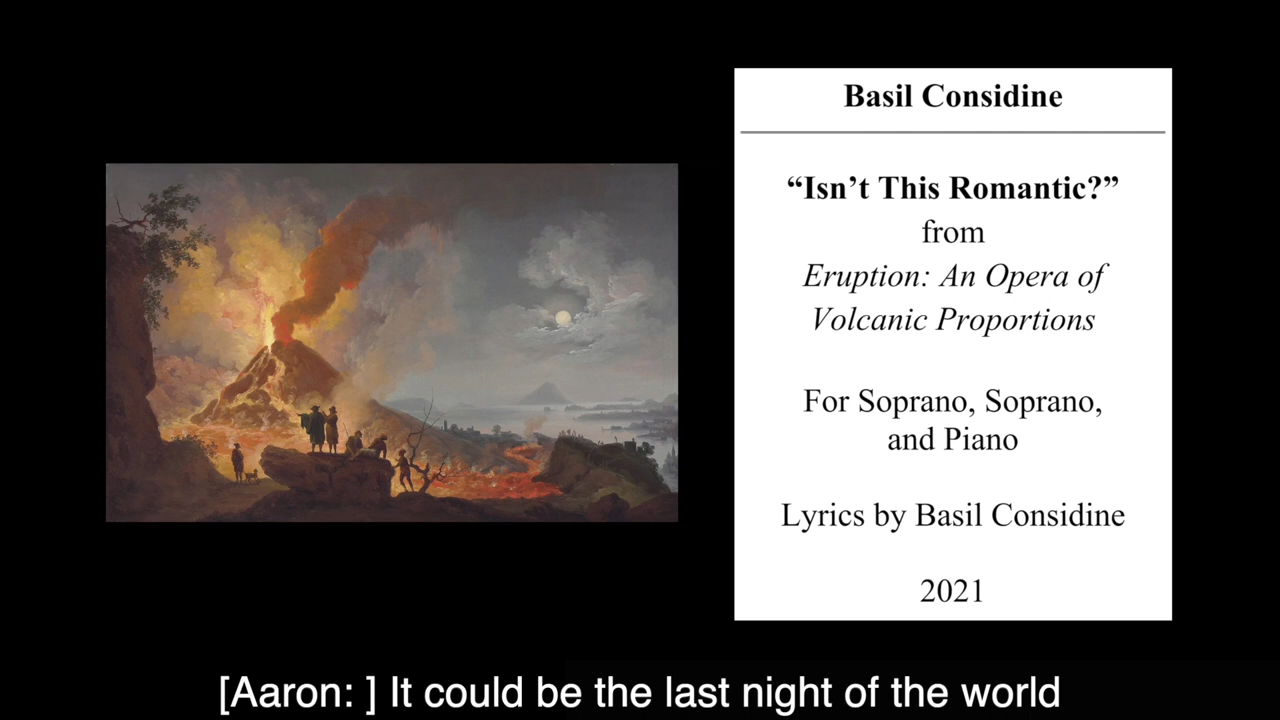 Basil Considine
“Isn’t This Romantic?”
from
Eruption: An Opera of
Volcanic Proportions
For Soprano, Soprano,
and Piano
Lyrics by Basil Considine
2021
[Aaron: ] It could be the last night of the world